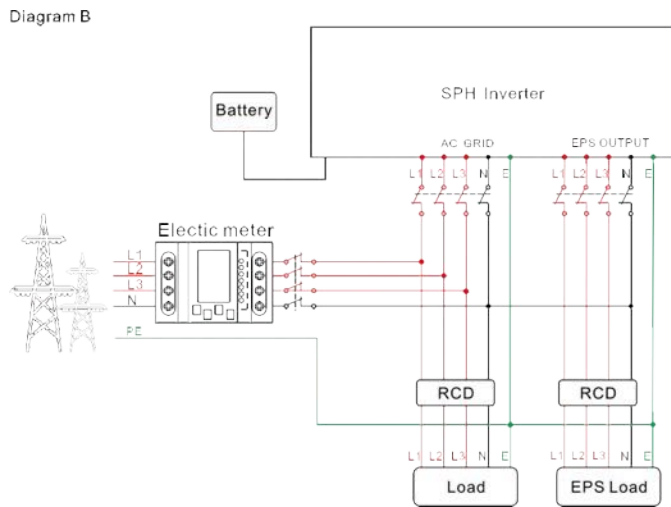 Diagram B
SPH Inverter
Battery
AC GRID
EPS OUTPUT
L1 L2 L3 N E
L1 L2 L3 N E
Electic meter
L1
L2
L3
N
PE
RCD
RCD
L1 L2 L3 N E
L1 L2 L3 N E
Load
EPS Load